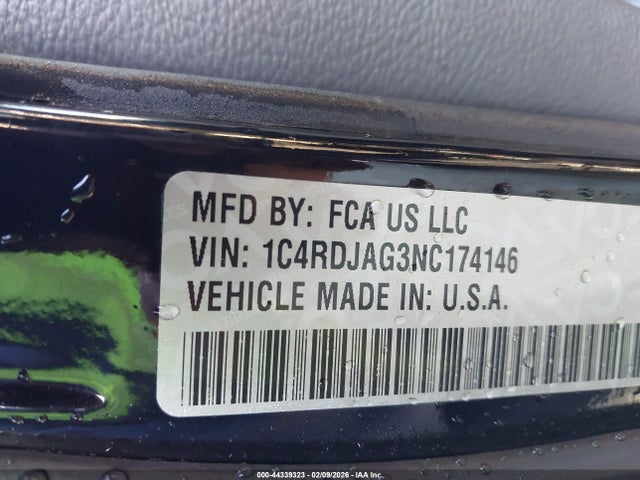 MFD BY: FCA US LLC
VIN: 1C4RDJAG3NC174146
VEHICLE MADE IN: U.S.A.
000-44339323 - 02/09/2026 - IAA Inc.